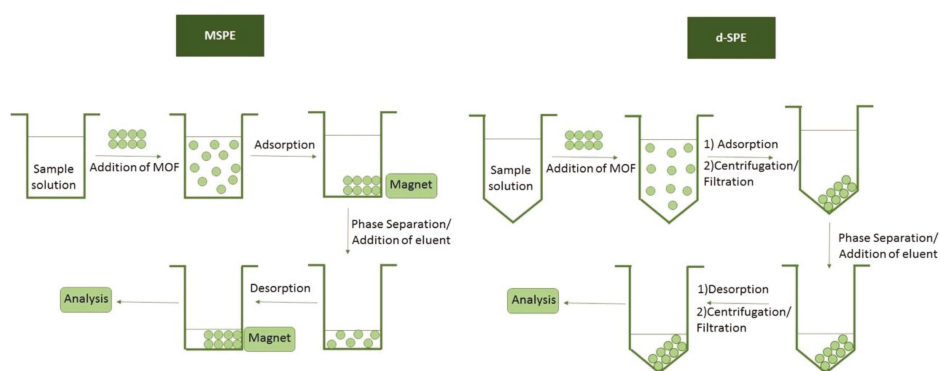 MSPE
Sample
solution
Addition of MOF
Adsorption
Magnet
Phase Separation/
Addition of eluent
Desorption
Magnet
Analysis
d-SPE
Sample
solution
Addition of MOF
1) Adsorption
2)Centrifugation/
Filtration
Phase Separation/
Addition of eluent
1)Desorption
2)Centrifugation/
Filtration
Analysis